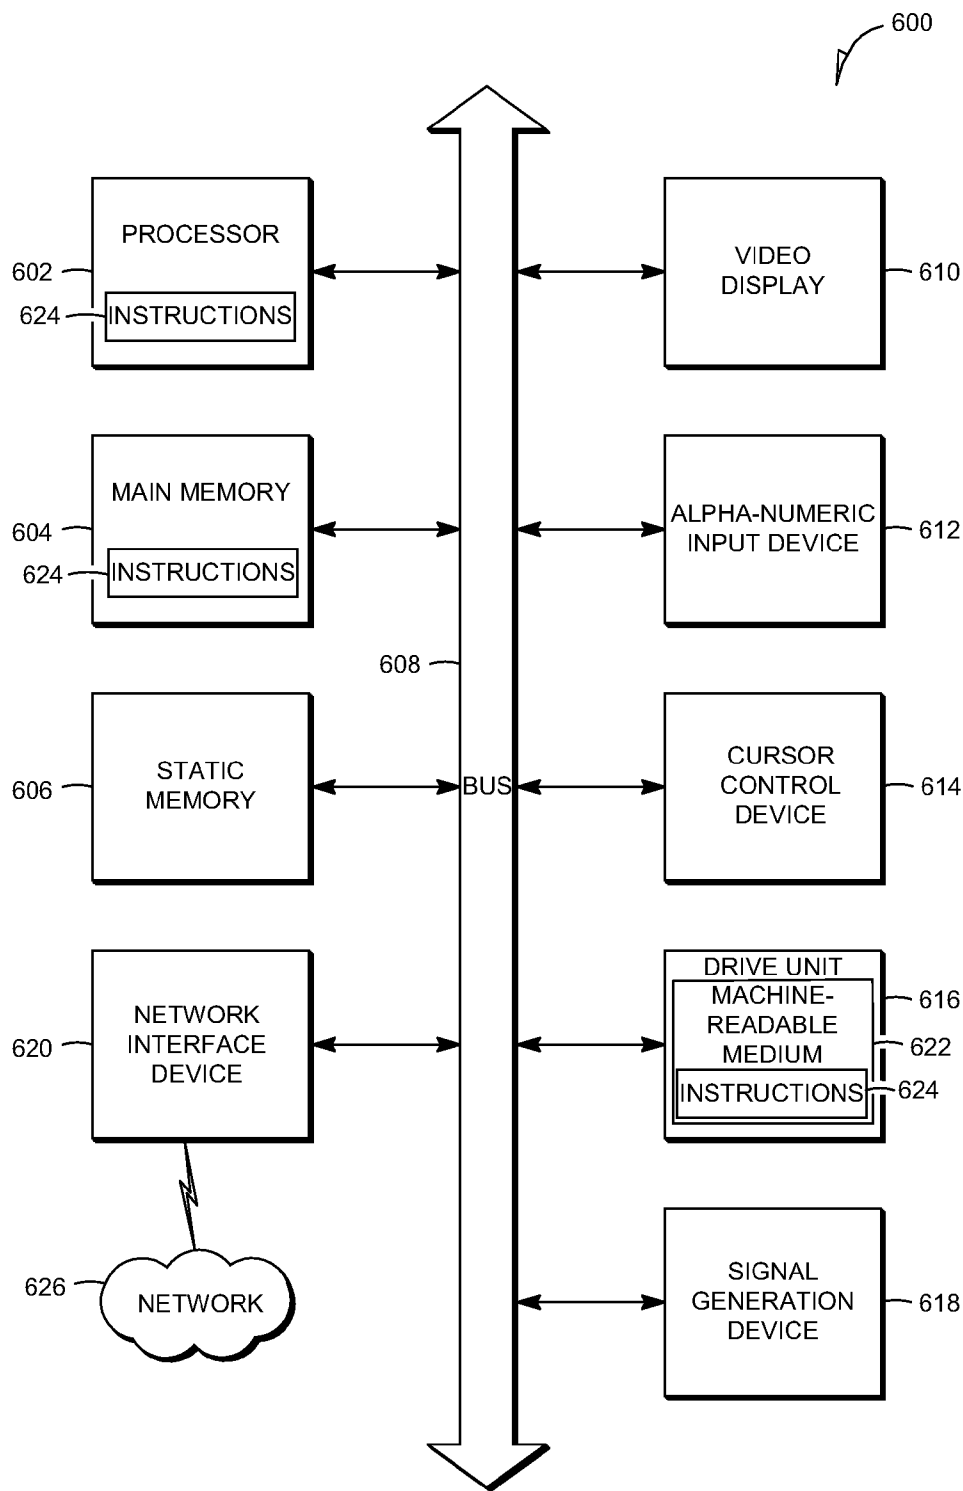 600
PROCESSOR
602
624
INSTRUCTIONS
VIDEO
DISPLAY
610
MAIN MEMORY
604
624
INSTRUCTIONS
ALPHA-NUMERIC
INPUT DEVICE
612
608
STATIC
MEMORY
606
BUS
CURSOR
CONTROL
DEVICE
614
NETWORK
INTERFACE
DEVICE
620
DRIVE UNIT
616
MACHINE-
READABLE
MEDIUM
622
INSTRUCTIONS
624
626
NETWORK
SIGNAL
GENERATION
DEVICE
618